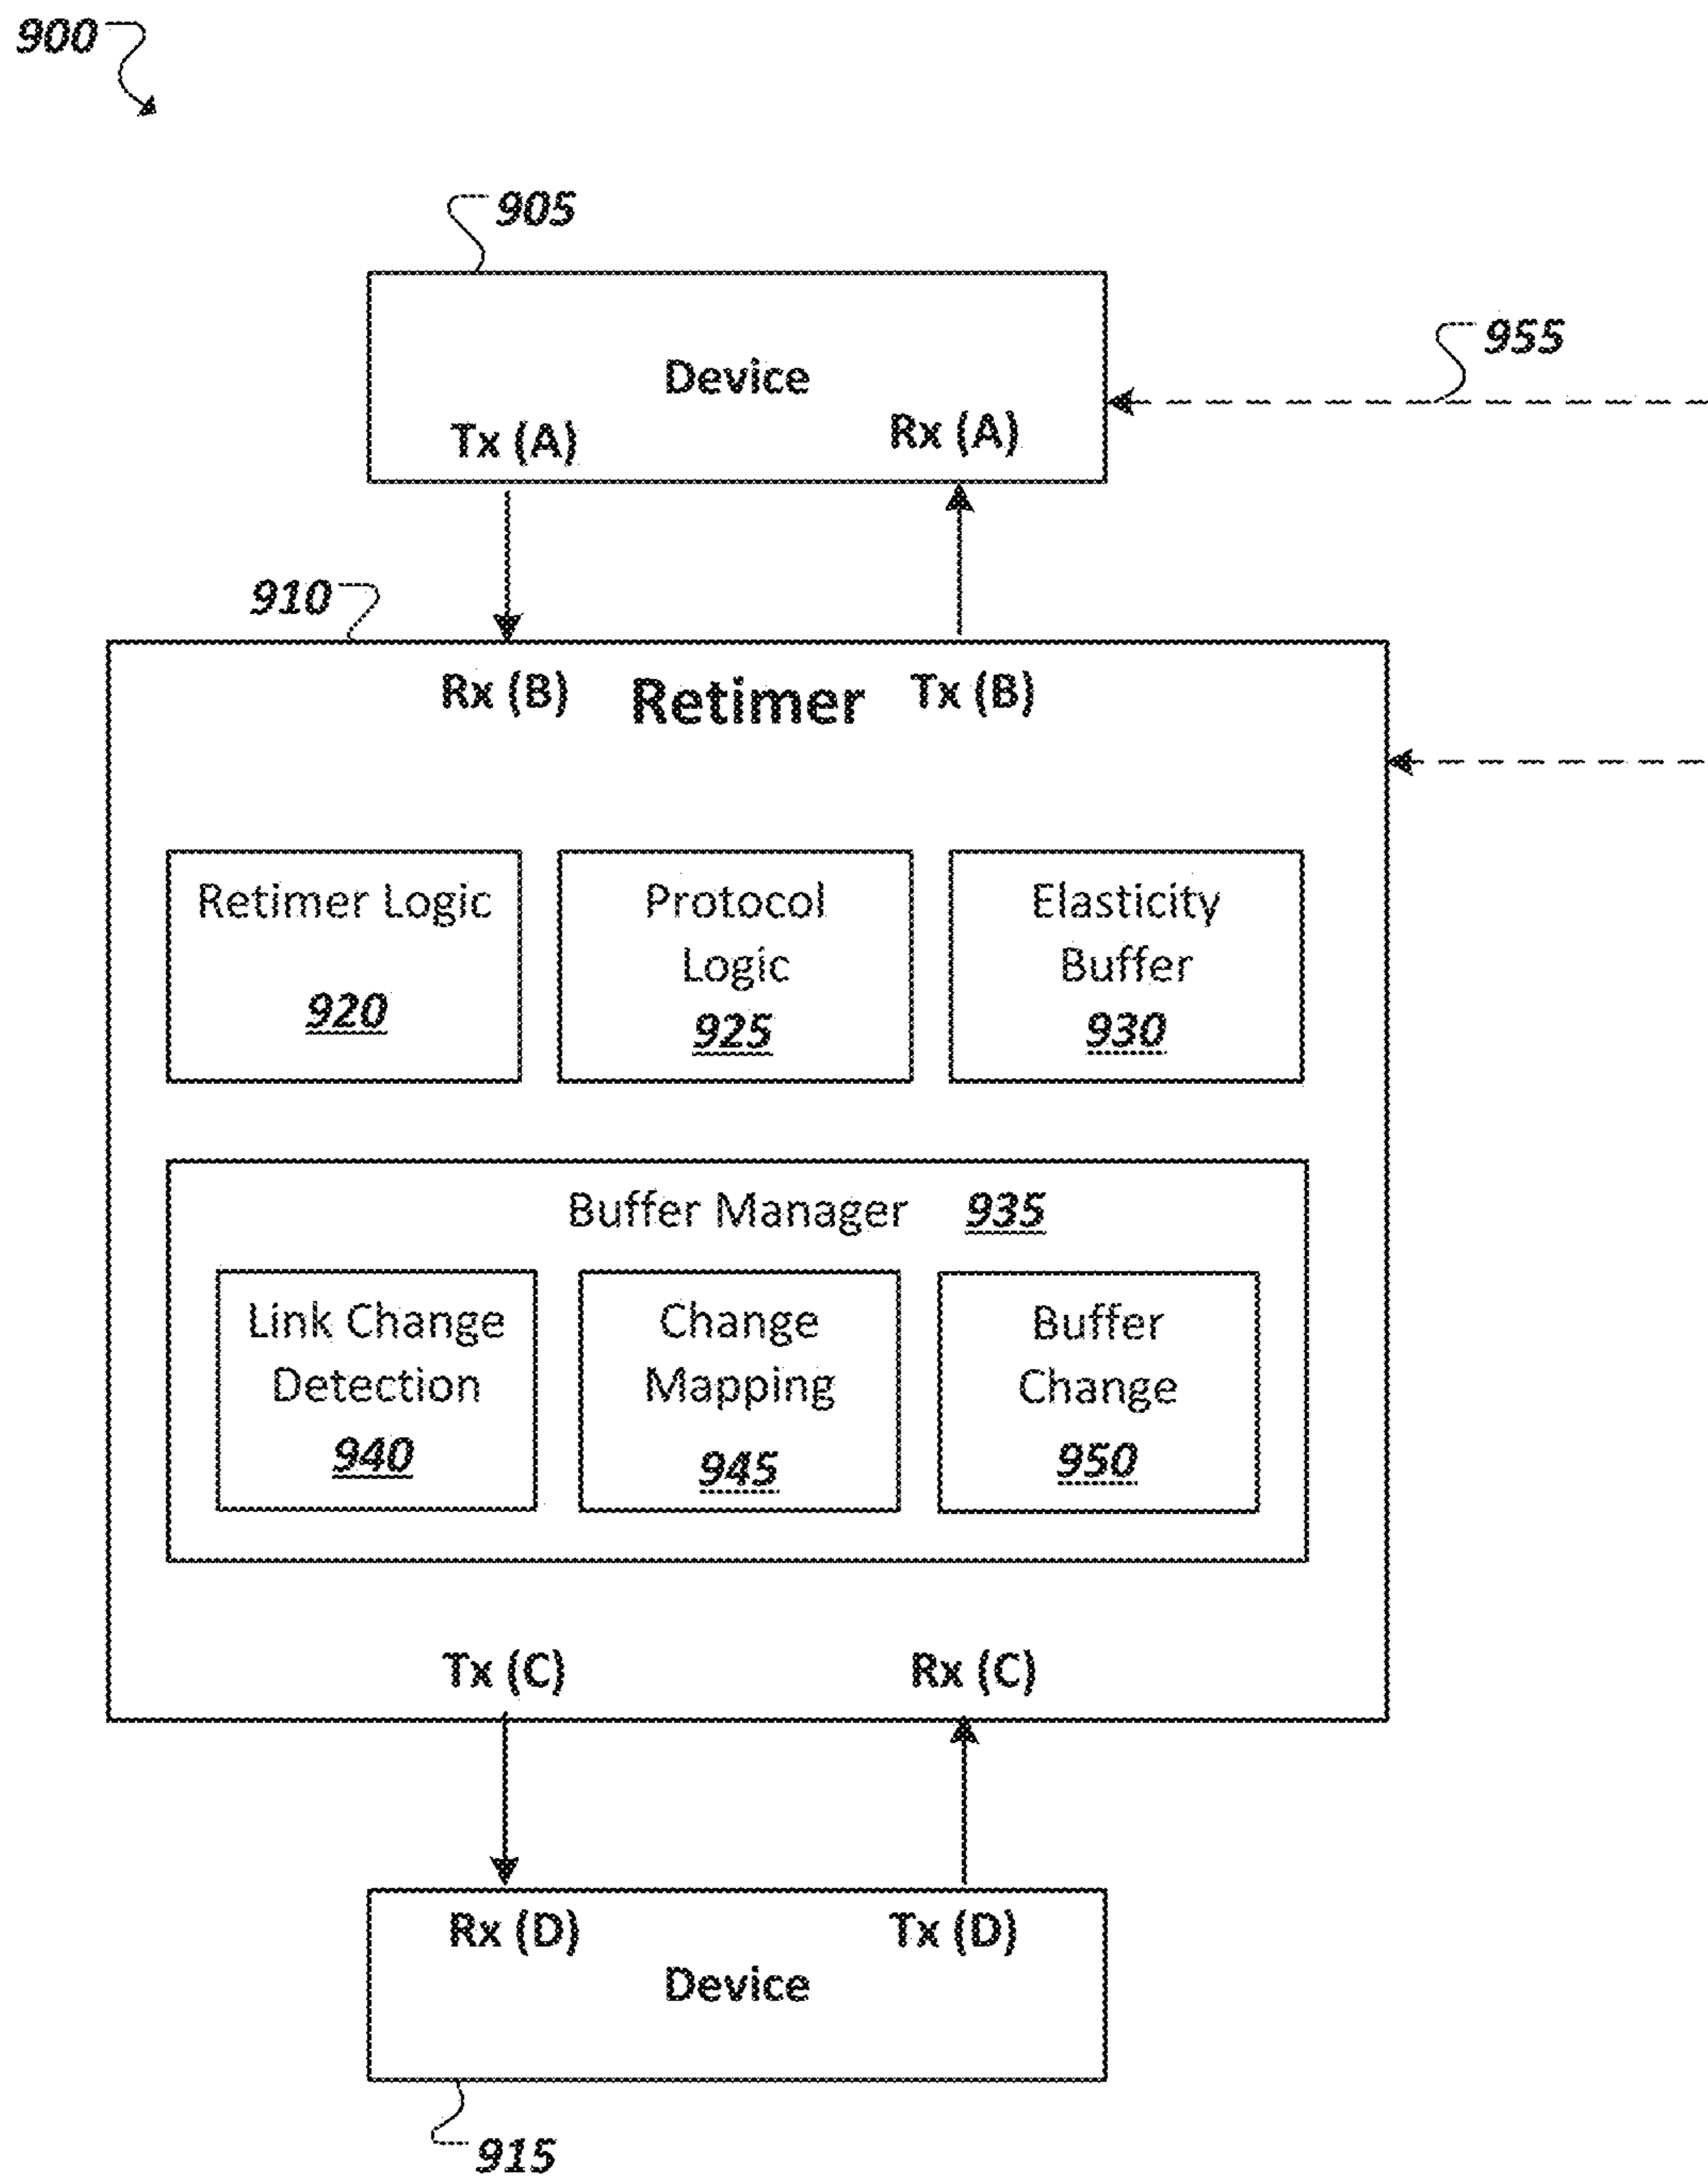 900
905
955
Device
Tx (A) Rx (A)
910
Rx (B) Retimer Tx (B)
Retimer Logic
920
Protocol
Logic
925
Elasticity
Buffer
930
Buffer Manager 935
Link Change
Detection
940
Change
Mapping
945
Buffer
Change
950
Tx (C) Rx (C)
Rx (D) Tx (D)
Device
915